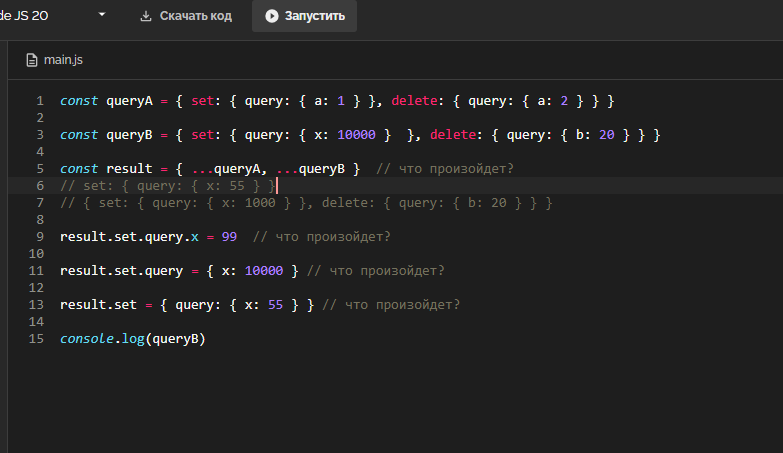 de JS 20 Скачать код Запустить
main.js
1 const queryA = { set: { query: { a: 1 } }, delete: { query: { a: 2 } } }
2
3 const queryB = { set: { query: { x: 10000 }  }, delete: { query: { b: 20 } } }
4
5 const result = { ...queryA, ...queryB }  // что произойдет?
6 // set: { query: { x: 55 } }
7 // { set: { query: { x: 1000 } }, delete: { query: { b: 20 } } }
8
9 result.set.query.x = 99  // что произойдет?
10
11 result.set.query = { x: 10000 } // что произойдет?
12
13 result.set = { query: { x: 55 } } // что произойдет?
14
15 console.log(queryB)